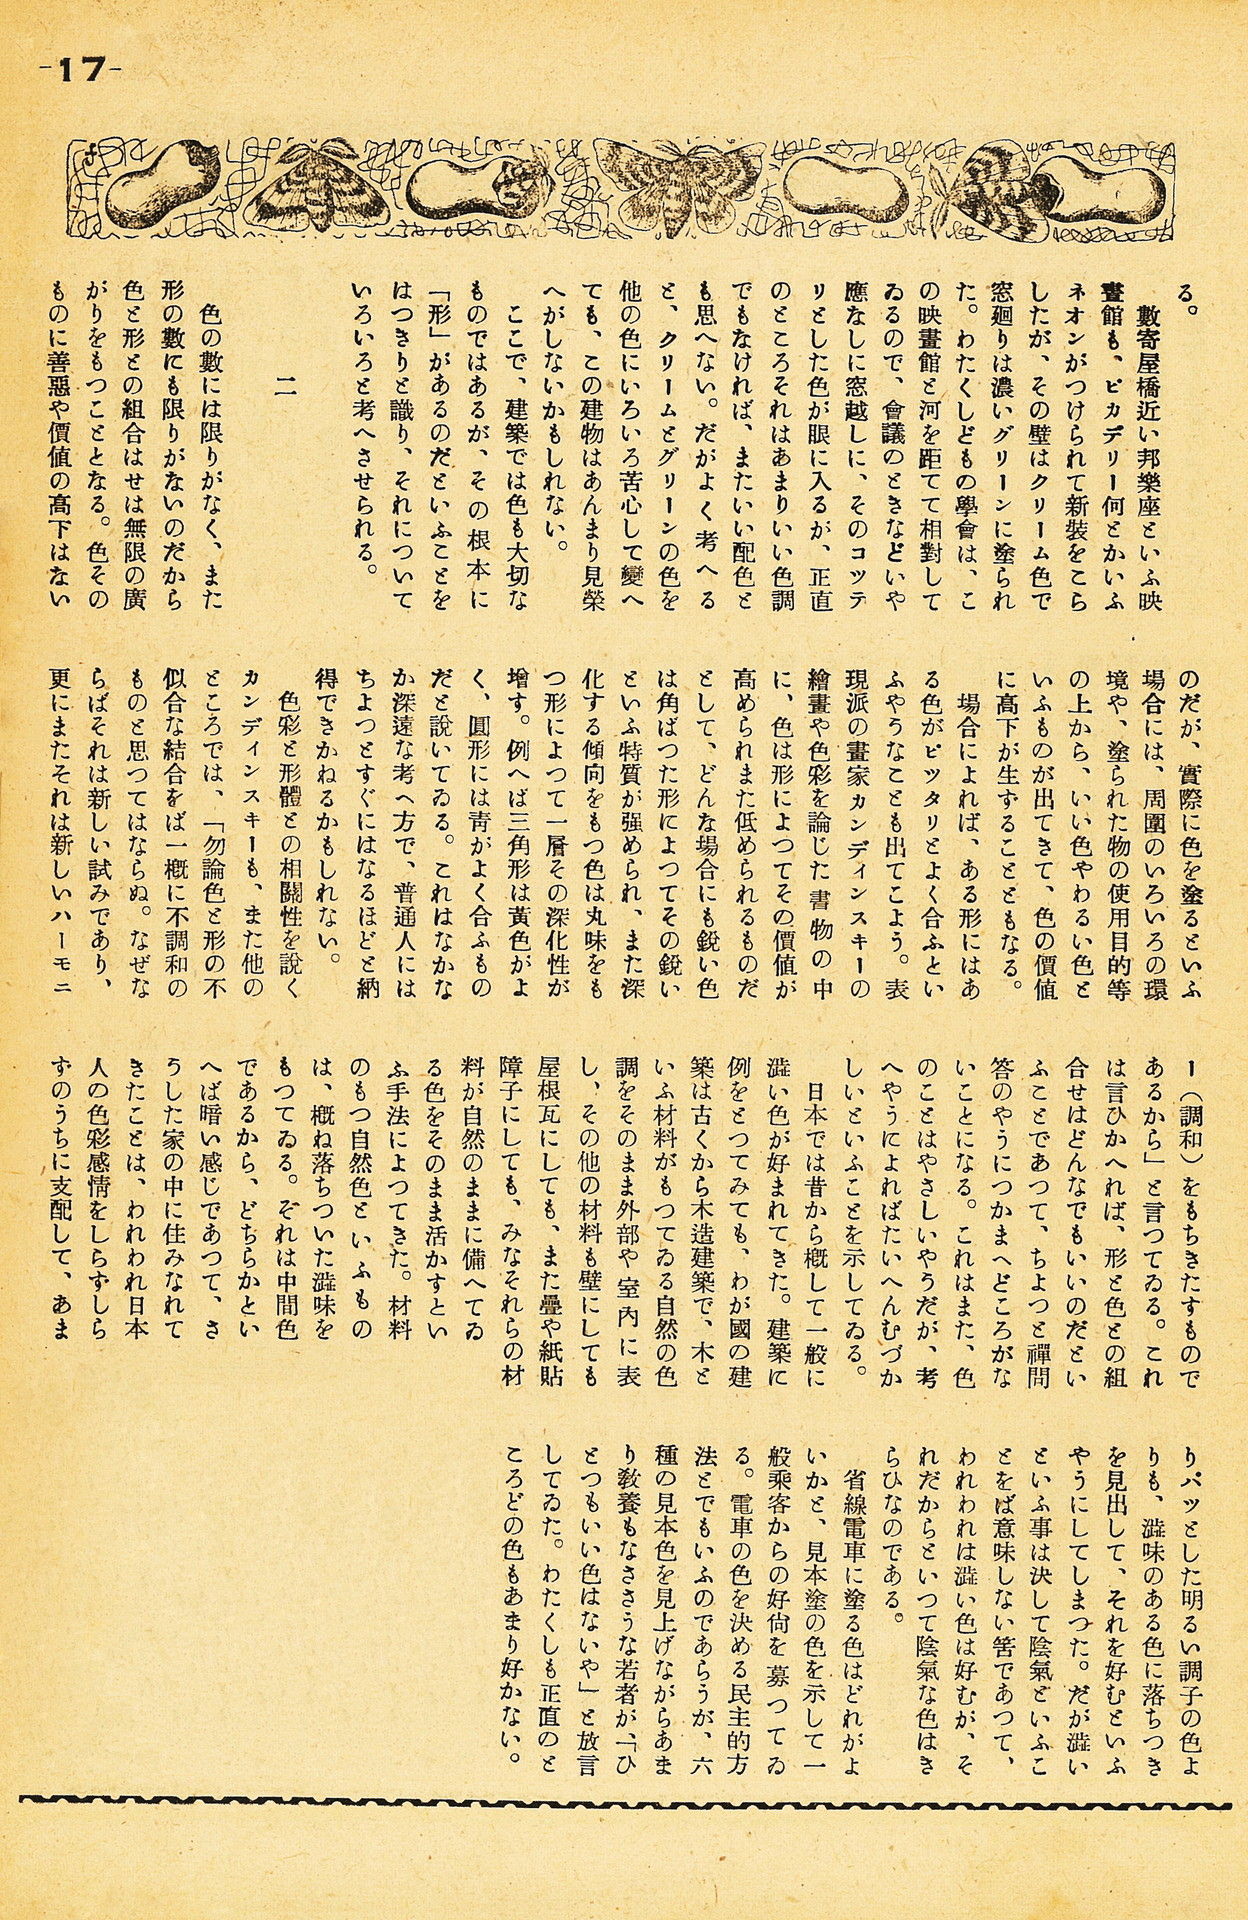 -17-
る。
　數寄屋橋近い邦樂座といふ映
畫館も、ピカデリー何とかいふ
ネオンがつけられて新裝をこら
したが、その壁はクリーム色で
窓廻りは濃いグリーンに塗られ
た。わたくしどもの學會は、こ
の映畫館と河を距てて相對して
ゐるので、會議のときなどいや
應なしに窓越しに、そのコツテ
リとした色が眼に入るが、正直
のところそれはあまりいい色調
でもなければ、またいい配色と
も思へない。だがよく考へる
と、クリームとグリーンの色を
他の色にいろいろ苦心して變へ
ても、この建物はあんまり見榮
へがしないかもしれない。
　ここで、建築では色も大切な
ものではあるが、その根本に
「形」があるのだといふことを
はつきりと識り、それについて
いろいろと考へさせられる。
二
　色の數には限りがなく、また
形の數にも限りがないのだから
色と形との組合はせは無限の廣
がりをもつこととなる。色その
ものに善惡や價値の高下はない
のだが、實際に色を塗るといふ
場合には、周圍のいろいろの環
境や、塗られた物の使用目的等
の上から、いい色やわるい色と
いふものが出てきて、色の價値
に高下が生ずることともなる。
　場合によれば、ある形にはあ
る色がピツタリとよく合ふとい
ふやうなことも出てこよう。表
現派の畫家カンディンスキーの
繪畫や色彩を論じた書物の中
に、色は形によつてその價値が
高められまた低められるものだ
として、どんな場合にも鋭い色
は角ばつた形によつてその鋭い
といふ特質が强められ、また深
化する傾向をもつ色は丸味をも
つ形によつて一層その深化性が
增す。例へば三角形は黃色がよ
く、圓形には靑がよく合ふもの
だと說いてゐる。これはなかな
か深遠な考へ方で、普通人には
ちよつとすぐにはなるほどと納
得できかねるかもしれない。
　色彩と形體との相關性を說く
カンディンスキーも、また他の
ところでは、「勿論色と形の不
似合な結合をば一槪に不調和の
ものと思つてはならぬ。なぜな
らばそれは新しい試みであり、
更にまたそれは新しいハーモニ
ー（調和）をもちきたすもので
あるから」と言つてゐる。これ
は言ひかへれば、形と色との組
合せはどんなでもいいのだとい
ふことであつて、ちよつと禪問
答のやうにつかまへどころがな
いことになる。これはまた、色
のことはやさしいやうだが、考
へやうによればたいへんむづか
しいといふことを示してゐる。
　日本では昔から槪して一般に
澁い色が好まれてきた。建築に
例をとつてみても、わが國の建
築は古くから木造建築で、木と
いふ材料がもつてゐる自然の色
調をそのまま外部や室內に表
し、その他の材料も壁にしても
屋根瓦にしても、また疊や紙貼
障子にしても、みなそれらの材
料が自然のままに備へてゐ
る色をそのまま活かすとい
ふ手法によつてきた。材料
のもつ自然色といふもの
は、槪ね落ちついた澁味を
もつてゐる。それは中間色
であるから、どちらかとい
へば暗い感じであつて、さ
うした家の中に住みなれて
きたことは、われわれ日本
人の色彩感情をしらずしら
ずのうちに支配して、あま
りパッとした明るい調子の色よ
りも、澁味のある色に落ちつき
を見出して、それを好むといふ
やうにしてしまつた。だが澁い
といふ事は決して陰氣といふこ
とをば意味しない筈であつて、
われわれは澁い色は好むが、そ
れだからといつて陰氣な色はき
らひなのである。
　省線電車に塗る色はどれがよ
いかと、見本塗の色を示して一
般乘客からの好尙を募つてゐ
る。電車の色を決める民主的方
法とでもいふのであらうが、六
種の見本色を見上げながらあま
り敎養もなささうな若者が、「ひ
とつもいい色はないや」と放言
してゐた。わたくしも正直のと
ころどの色もあまり好かない。